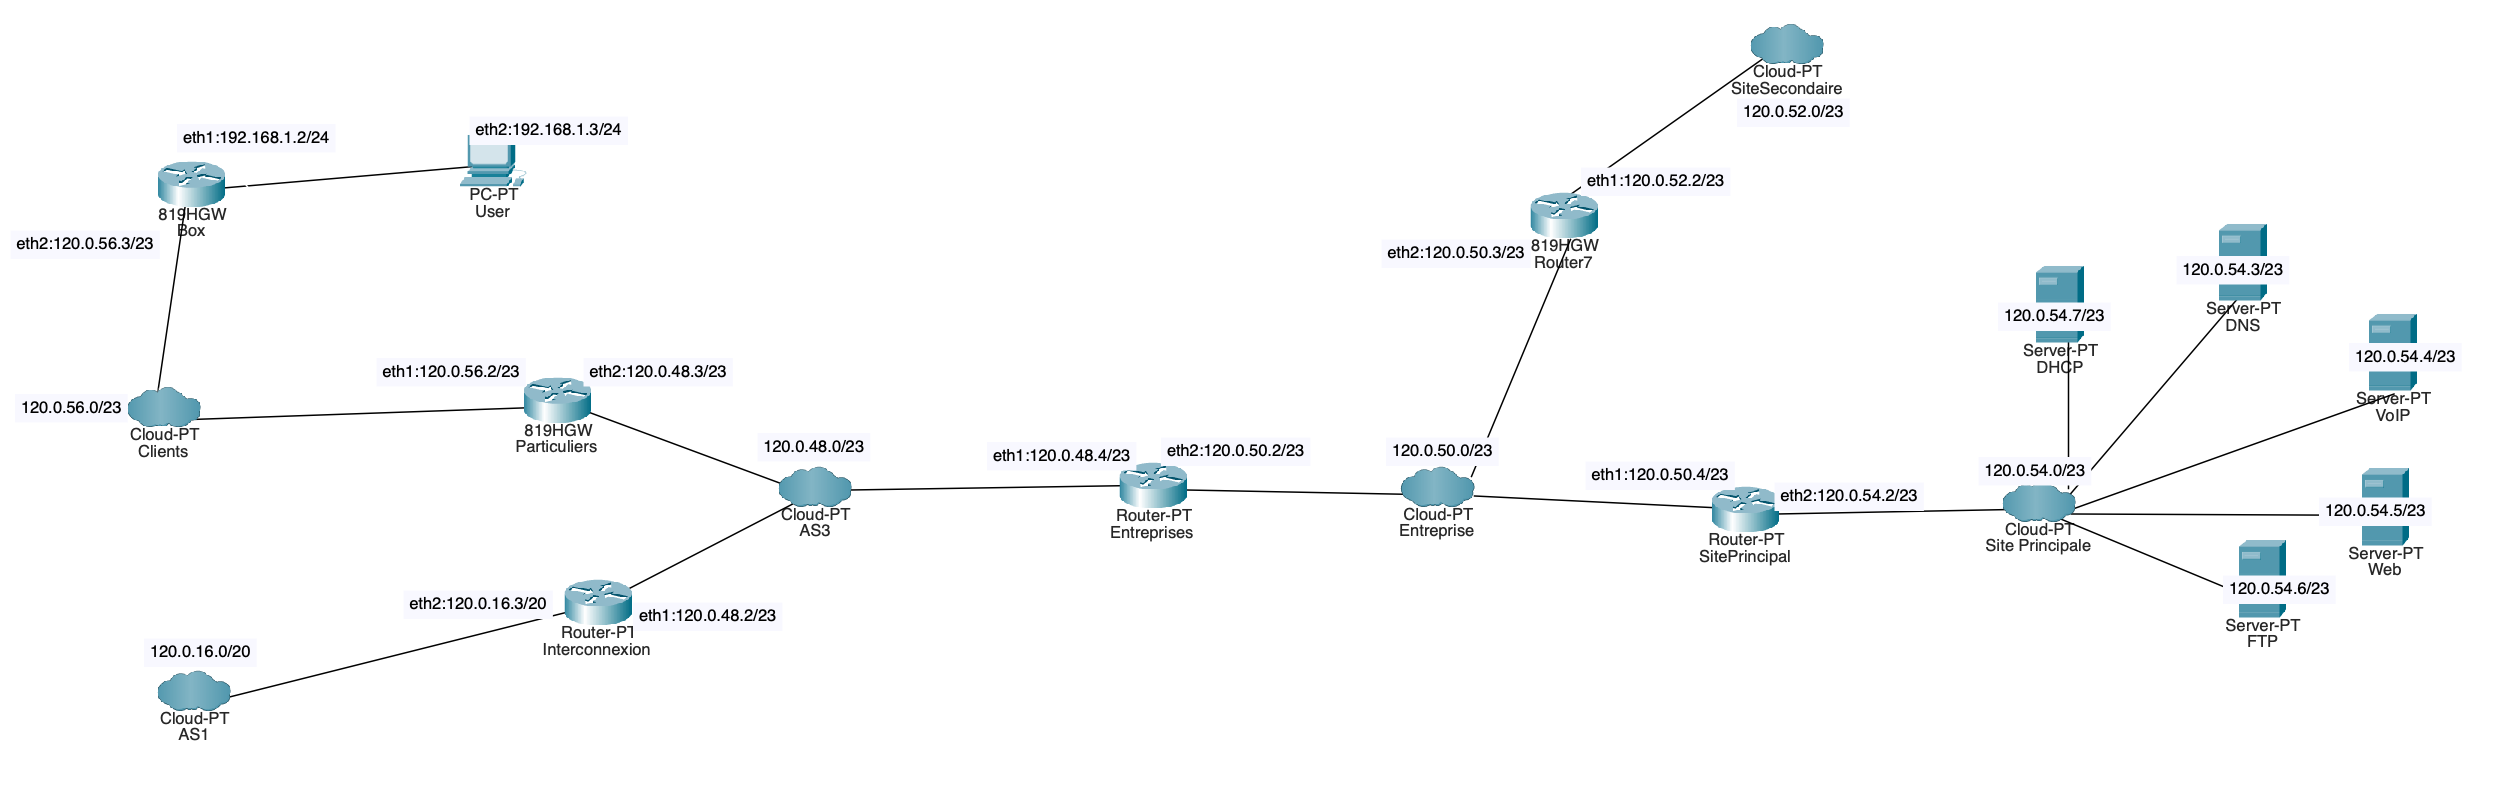 Cloud-PT
SiteSecondaire
120.0.52.0/23
eth1:192.168.1.2/24
eth2:192.168.1.3/24
819HGW
Box
PC-PT
User
eth2:120.0.56.3/23
eth1:120.0.52.2/23
eth2:120.0.50.3/23
819HGW
Router7
120.0.54.3/23
Server-PT
DNS
120.0.54.7/23
Server-PT
DHCP
120.0.54.4/23
Server-PT
VoIP
120.0.56.0/23
Cloud-PT
Clients
eth1:120.0.56.2/23
eth2:120.0.48.3/23
819HGW
Particuliers
120.0.48.0/23
Cloud-PT
AS3
eth1:120.0.48.4/23
eth2:120.0.50.2/23
Router-PT
Entreprises
120.0.50.0/23
Cloud-PT
Entreprise
eth1:120.0.50.4/23
eth2:120.0.54.2/23
Router-PT
SitePrincipal
120.0.54.0/23
Cloud-PT
Site Principale
120.0.54.5/23
Server-PT
Web
120.0.54.6/23
Server-PT
FTP
eth2:120.0.16.3/20
eth1:120.0.48.2/23
Router-PT
Interconnexion
120.0.16.0/20
Cloud-PT
AS1